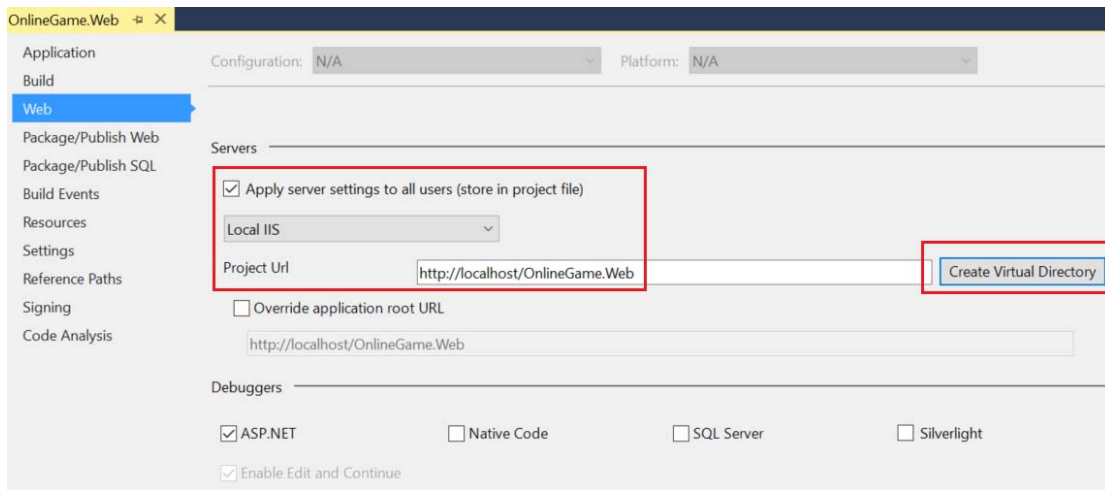 OnlineGame.Web
Application
Build
Web
Package/Publish Web
Package/Publish SQL
Build Events
Resources
Settings
Reference Paths
Signing
Code Analysis
Configuration: N/A Platform: N/A
Servers
Apply server settings to all users (store in project file)
Local IIS
Project Url http://localhost/OnlineGame.Web Create Virtual Directory
Override application root URL
http://localhost/OnlineGame.Web
Debuggers
ASP.NET Native Code SQL Server Silverlight
Enable Edit and Continue